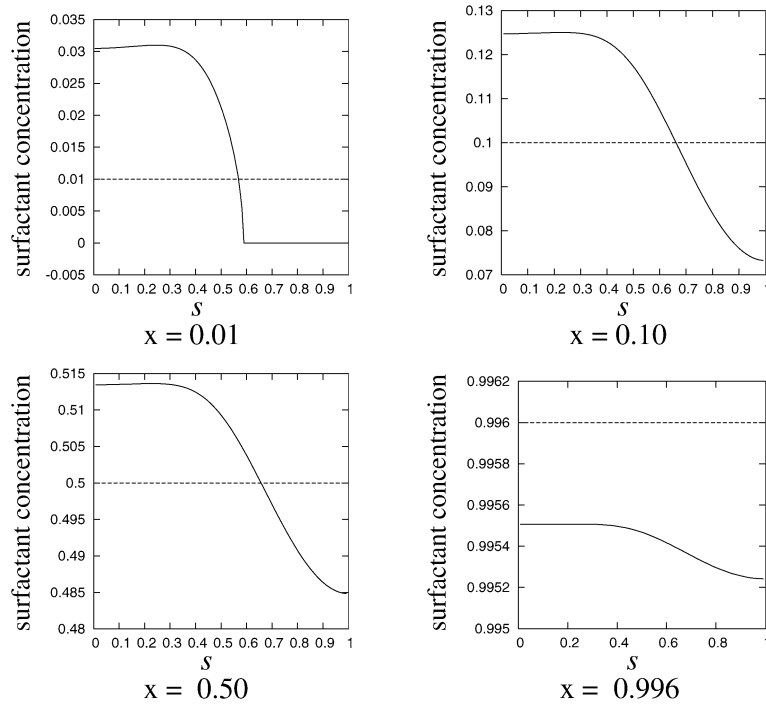 surfactant concentration
0.035
0.03
0.025
0.02
0.015
0.01
0.005
0
-0.005
0 0.1 0.2 0.3 0.4 0.5 0.6 0.7 0.8 0.9 1
s
x = 0.01
surfactant concentration
0.13
0.12
0.11
0.1
0.09
0.08
0.07
0 0.1 0.2 0.3 0.4 0.5 0.6 0.7 0.8 0.9 1
s
x = 0.10
surfactant concentration
0.515
0.51
0.505
0.5
0.495
0.49
0.485
0.48
0 0.1 0.2 0.3 0.4 0.5 0.6 0.7 0.8 0.9 1
s
x = 0.50
surfactant concentration
0.9962
0.996
0.9958
0.9956
0.9954
0.9952
0.995
0 0.2 0.4 0.6 0.8 1
s
x = 0.996